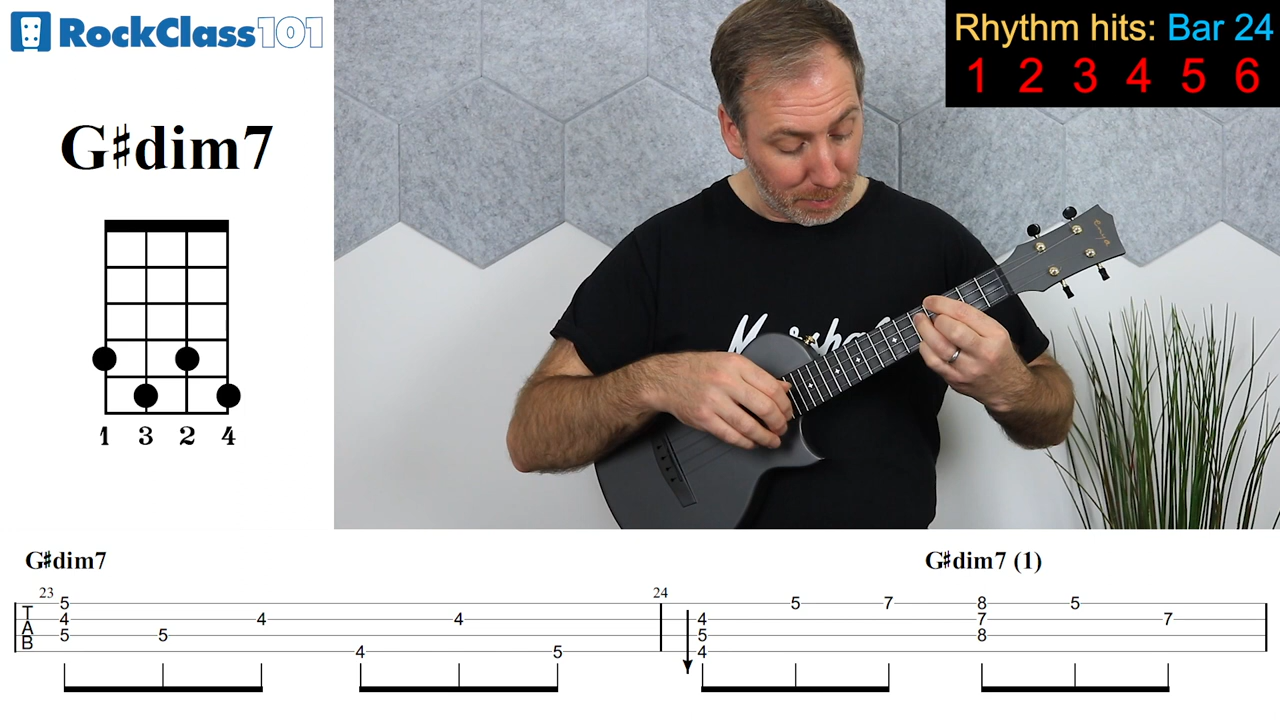 RockClass101
Rhythm hits: Bar 24
1 2 3 4 5 6
G♯dim7
1 3 2 4
enya
G♯dim7
G♯dim7 (1)
23
24
T
A
B
5 4 5 5 4 4 4 5
4 5 4 5 7 8 7 8 5 7